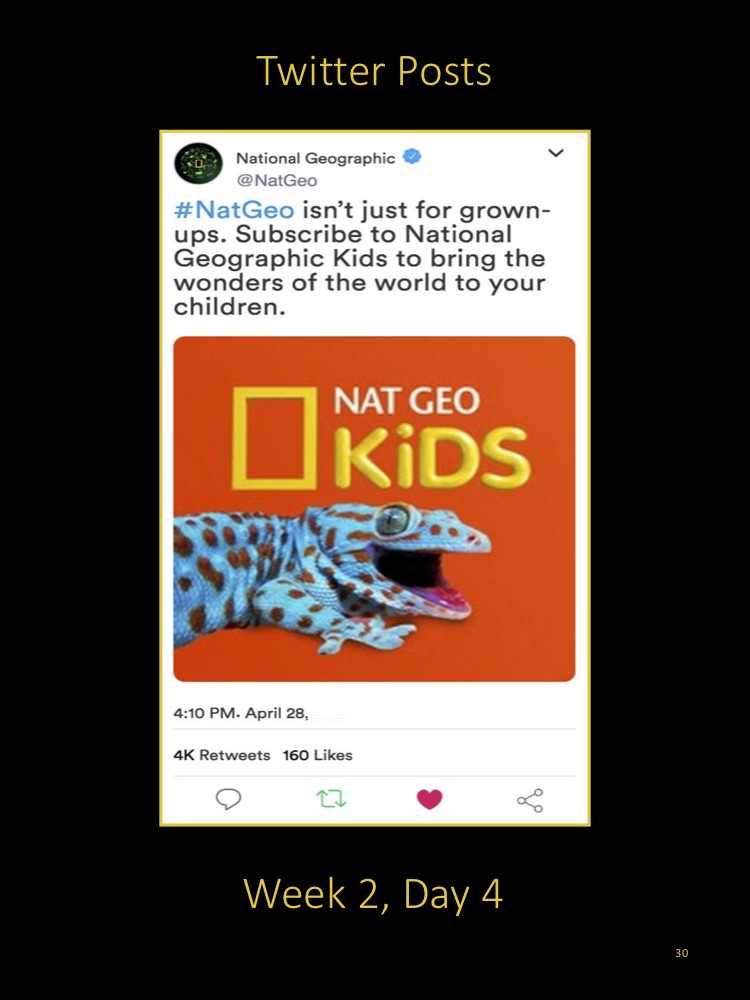 Twitter Posts
National Geographic
@NatGeo
#NatGeo isn't just for grown-
ups. Subscribe to National
Geographic Kids to bring the
wonders of the world to your
children.
NAT GEO
KiDS
4:10 PM. April 28,
4K Retweets 160 Likes
Week 2, Day 4
30